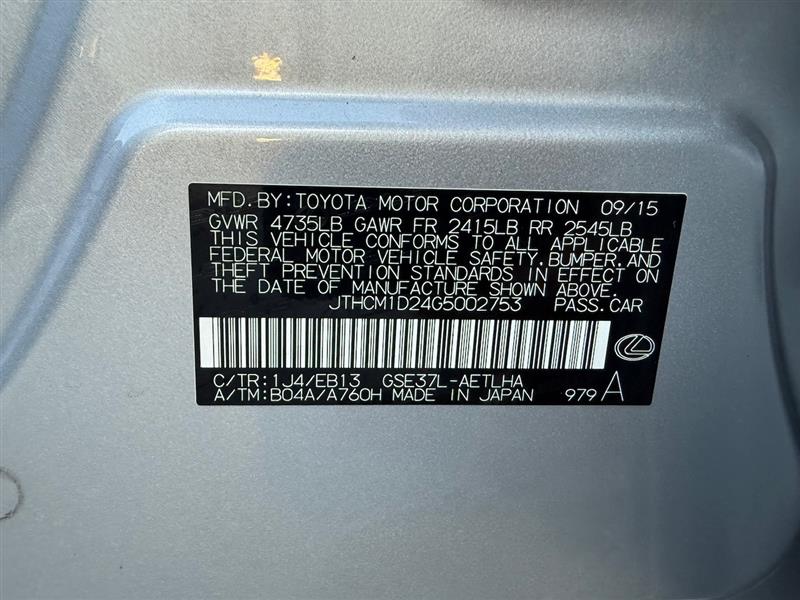 MFD. BY: TOYOTA MOTOR CORPORATION 09/15
GVWR 4735LB GAWR FR 2415LB RR 2545LB
THIS VEHICLE CONFORMS TO ALL APPLICABLE
FEDERAL MOTOR VEHICLE SAFETY, BUMPER, AND
THEFT PREVENTION STANDARDS IN EFFECT ON
THE DATE OF MANUFACTURE SHOWN ABOVE.
JTHCM1D24G5002753 PASS. CAR
C/TR: 1J4/EB13 GSE37L-AETLHA
A/TM: B04A/A760H MADE IN JAPAN 979 A